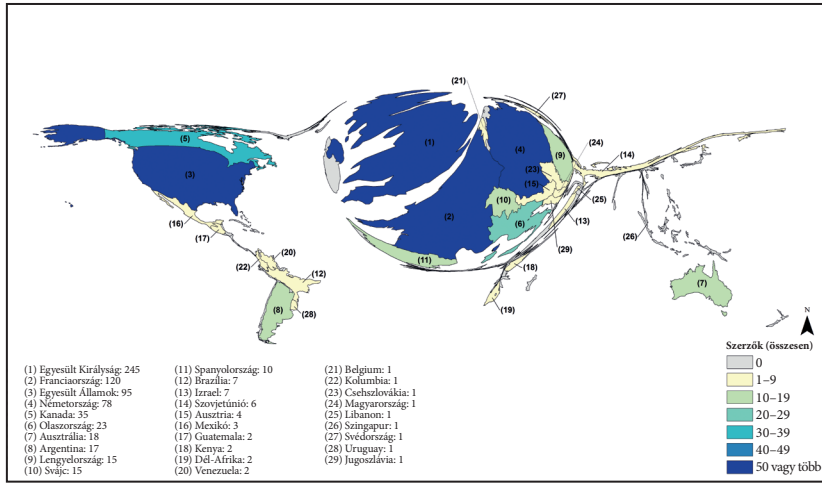 (21)
(27)
(5)
(1)
(4)
(24)
(9)
(14)
(3)
(23)
(15)
(10)
(25)
(16)
(2)
(6)
(13)
(17)
(26)
(29)
(20)
(22)
(11)
(18)
(12)
(7)
(8)
(28)
(19)
N
Szerzők (összesen)
0
1–9
10–19
20–29
30–39
40–49
50 vagy több
(1) Egyesült Királyság: 245
(2) Franciaország: 120
(3) Egyesült Államok: 95
(4) Németország: 78
(5) Kanada: 35
(6) Olaszország: 23
(7) Ausztrália: 18
(8) Argentina: 17
(9) Lengyelország: 15
(10) Svájc: 15
(11) Spanyolország: 10
(12) Brazília: 7
(13) Izrael: 7
(14) Szovjetúnió: 6
(15) Ausztria: 4
(16) Mexikó: 3
(17) Guatemala: 2
(18) Kenya: 2
(19) Dél-Afrika: 2
(20) Venezuela: 2
(21) Belgium: 1
(22) Kolumbia: 1
(23) Csehszlovákia: 1
(24) Magyarország: 1
(25) Libanon: 1
(26) Szingapur: 1
(27) Svédország: 1
(28) Uruguay: 1
(29) Jugoszlávia: 1